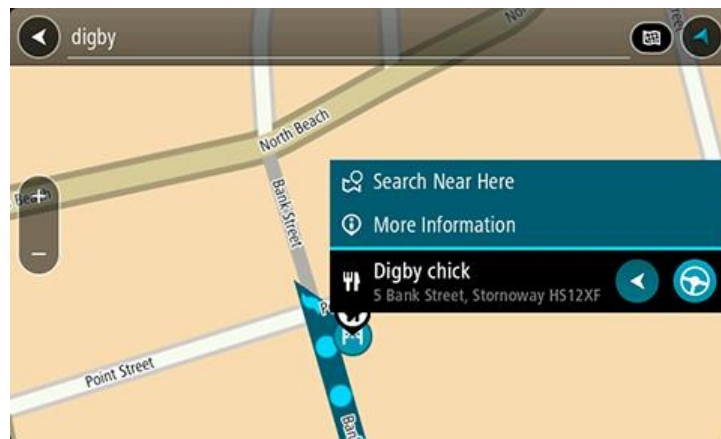 digby
North Beach
Beach
Bank Street
Search Near Here
More Information
Digby chick
5 Bank Street, Stornoway HS12XF
Point Street